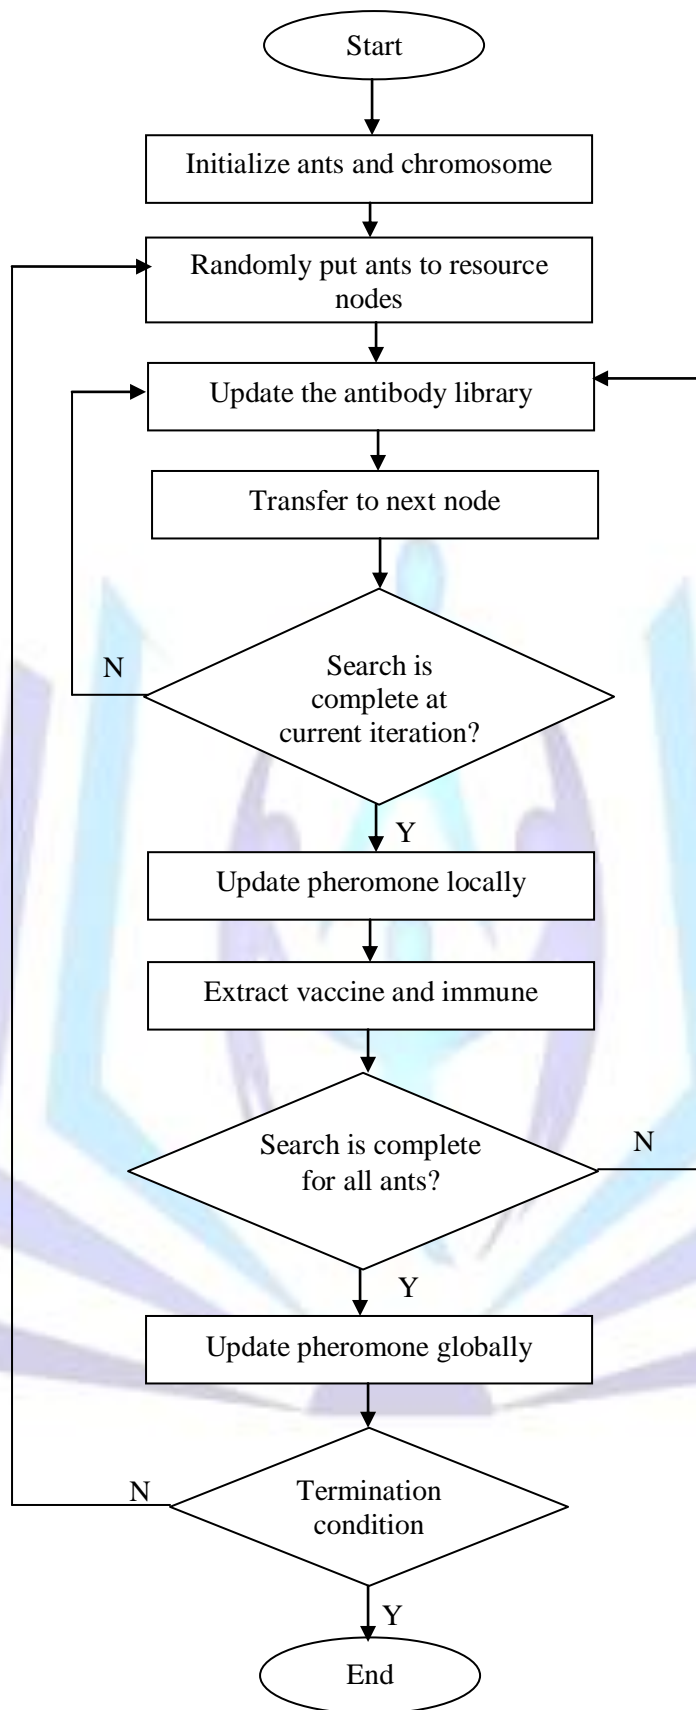 Start
Initialize ants and chromosome
Randomly put ants to resource
nodes
Update the antibody library
Transfer to next node
N
Search is
complete at
current iteration?
Y
Update pheromone locally
Extract vaccine and immune
Search is complete
for all ants?
N
Y
Update pheromone globally
N
Termination
condition
Y
End